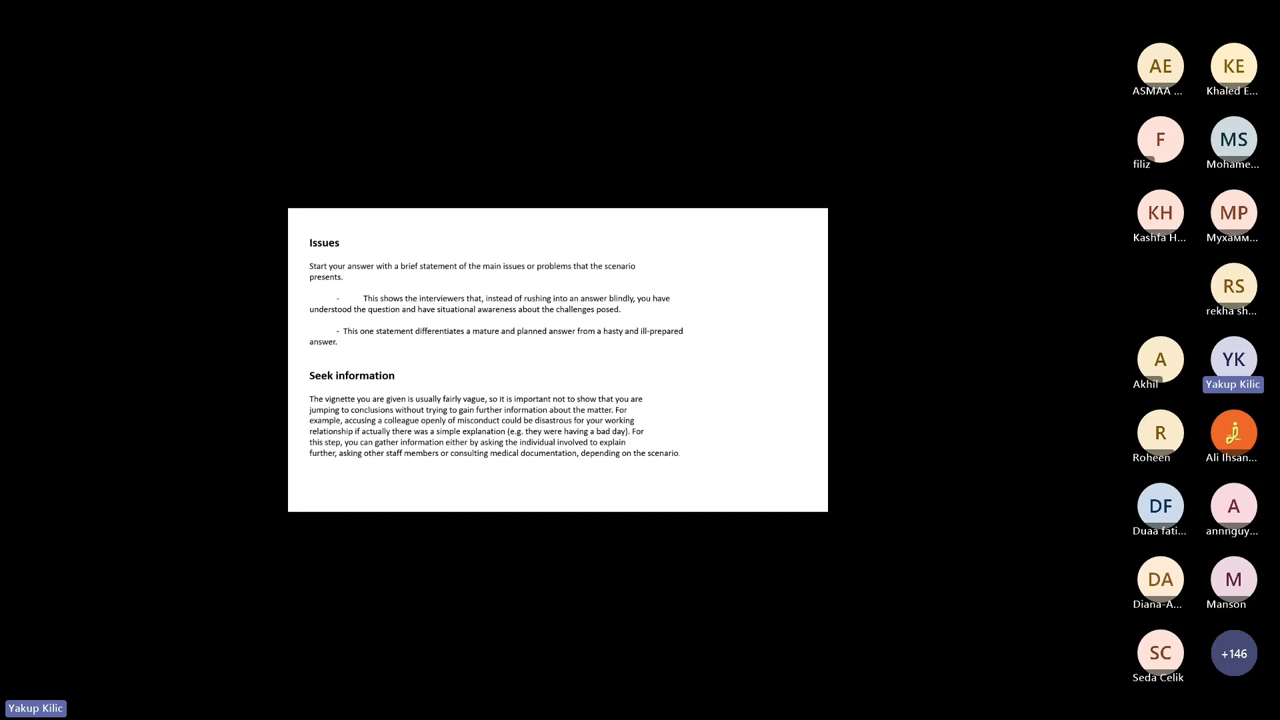 AE
KE
ASMAA ...
Khaled E...
F
MS
filiz
Mohame...
KH
MP
Kashfa H...
Мухамм...
RS
rekha sh...
A
YK
Akhil
Yakup Kilic
R
Roheen
Ali Ihsan...
DF
A
Duaa fati...
annnguy...
DA
M
Diana-A...
Manson
SC
+146
Seda Celik
Issues
Start your answer with a brief statement of the main issues or problems that the scenario
presents.
- This shows the interviewers that, instead of rushing into an answer blindly, you have
understood the question and have situational awareness about the challenges posed.
- This one statement differentiates a mature and planned answer from a hasty and ill-prepared
answer.
Seek information
The vignette you are given is usually fairly vague, so it is important not to show that you are
jumping to conclusions without trying to gain further information about the matter. For
example, accusing a colleague openly of misconduct could be disastrous for your working
relationship if actually there was a simple explanation (e.g. they were having a bad day). For
this step, you can gather information either by asking the individual involved to explain
further, asking other staff members or consulting medical documentation, depending on the scenario.
Yakup Kilic